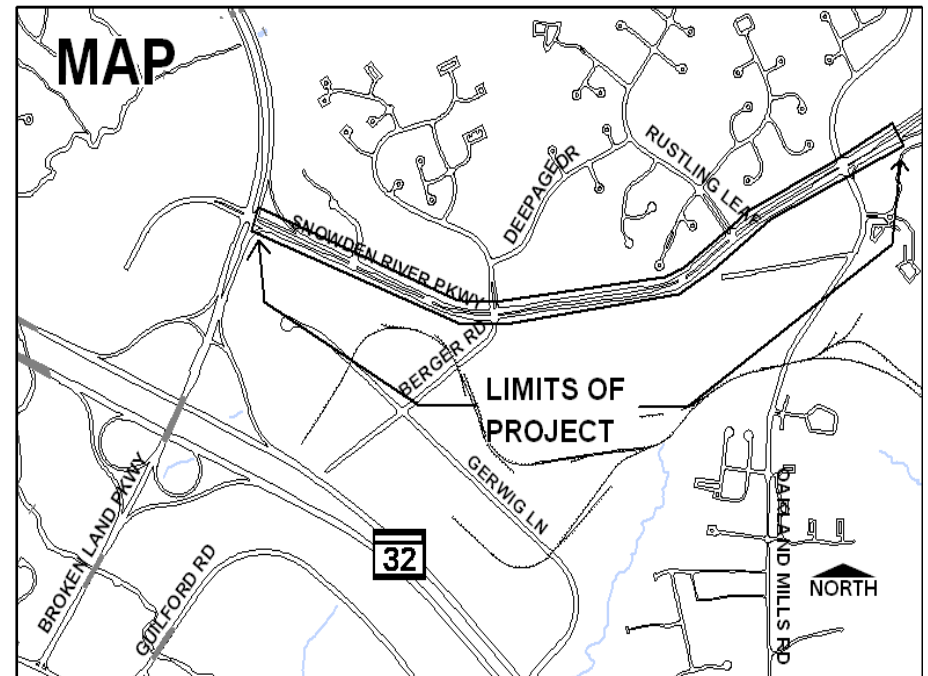 MAP
RUSTLING LEAF
DEEPAGE DR
SNOWDEN RIVER PKWY
BERGER RD
LIMITS OF
PROJECT
GERWIG LN
BROKEN LAND PKWY
OAKLAND MILLS RD
32
GUILFORD RD
NORTH